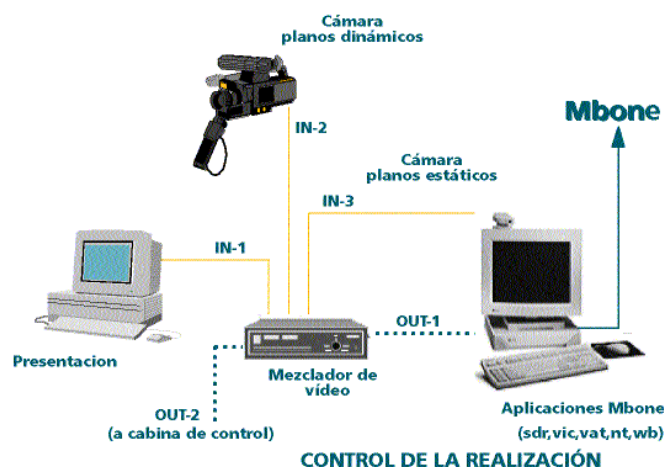 Cámara
planos dinámicos
Mbone
IN-2
Cámara
planos estáticos
IN-3
IN-1
OUT-1
Presentacion
Mezclador de
vídeo
OUT-2
(a cabina de control)
Aplicaciones Mbone
(sdr,vic,vat,nt,wb)
CONTROL DE LA REALIZACIÓN